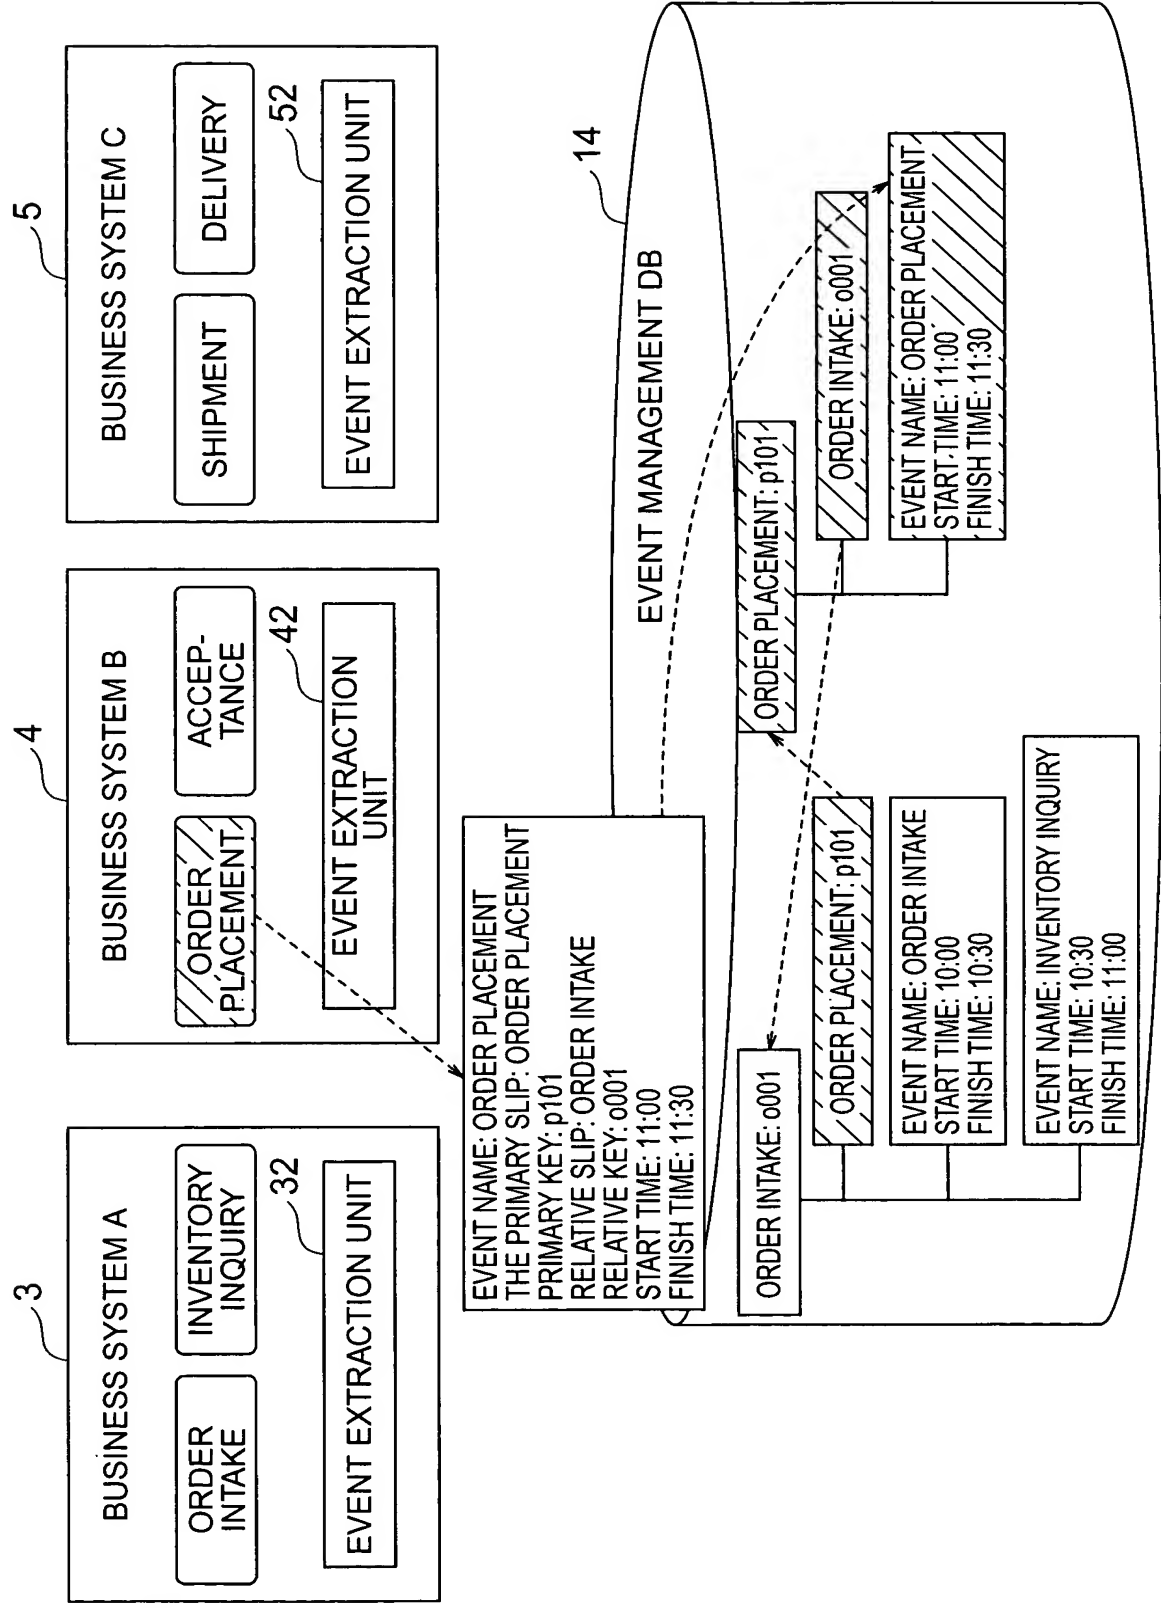 3
BUSINESS SYSTEM A
ORDER
INTAKE
INVENTORY
INQUIRY
32
EVENT EXTRACTION UNIT
4
BUSINESS SYSTEM B
ORDER
PLACEMENT
ACCEP-
TANCE
42
EVENT EXTRACTION
UNIT
5
BUSINESS SYSTEM C
SHIPMENT
DELIVERY
52
EVENT EXTRACTION UNIT
EVENT NAME: ORDER PLACEMENT
THE PRIMARY SLIP: ORDER PLACEMENT
PRIMARY KEY: p101
RELATIVE SLIP: ORDER INTAKE
RELATIVE KEY: o001
START TIME: 11:00
FINISH TIME: 11:30
14
EVENT MANAGEMENT DB
ORDER INTAKE: o001
ORDER PLACEMENT: p101
EVENT NAME: ORDER INTAKE
START TIME: 10:00
FINISH TIME: 10:30
EVENT NAME: INVENTORY INQUIRY
START TIME: 10:30
FINISH TIME: 11:00
ORDER PLACEMENT: p101
ORDER INTAKE: o001
EVENT NAME: ORDER PLACEMENT
START TIME: 11:00
FINISH TIME: 11:30